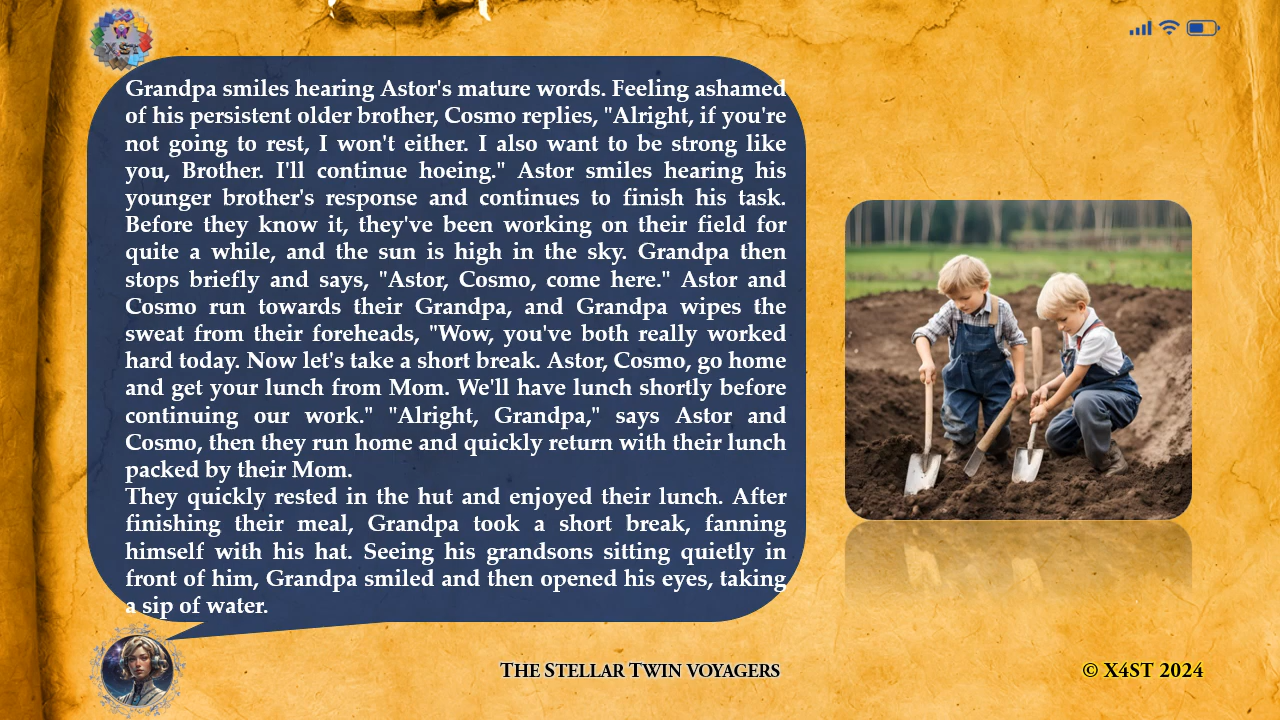 X4ST
Grandpa smiles hearing Astor's mature words. Feeling ashamed
of his persistent older brother, Cosmo replies, "Alright, if you're
not going to rest, I won't either. I also want to be strong like
you, Brother. I'll continue hoeing." Astor smiles hearing his
younger brother's response and continues to finish his task.
Before they know it, they've been working on their field for
quite a while, and the sun is high in the sky. Grandpa then
stops briefly and says, "Astor, Cosmo, come here." Astor and
Cosmo run towards their Grandpa, and Grandpa wipes the
sweat from their foreheads, "Wow, you've both really worked
hard today. Now let's take a short break. Astor, Cosmo, go home
and get your lunch from Mom. We'll have lunch shortly before
continuing our work." "Alright, Grandpa," says Astor and
Cosmo, then they run home and quickly return with their lunch
packed by their Mom.
They quickly rested in the hut and enjoyed their lunch. After
finishing their meal, Grandpa took a short break, fanning
himself with his hat. Seeing his grandsons sitting quietly in
front of him, Grandpa smiled and then opened his eyes, taking
a sip of water.
THE STELLAR TWIN VOYAGERS
© X4ST 2024